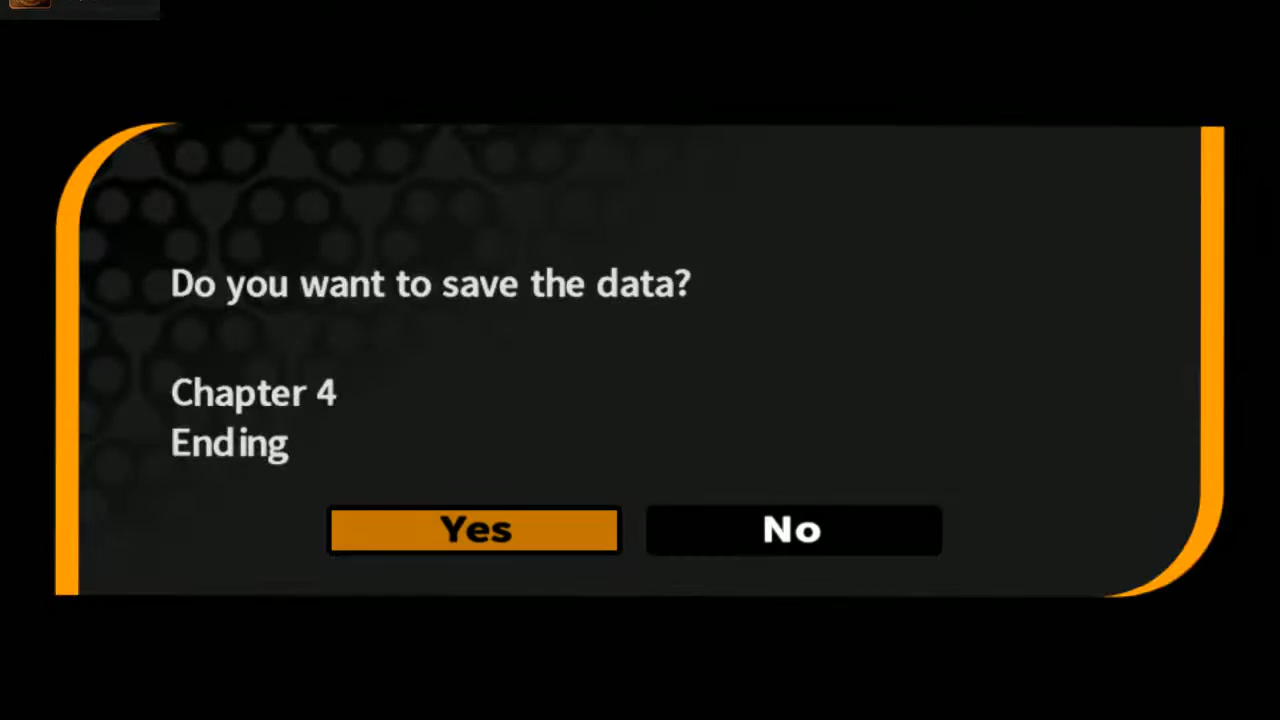 Do you want to save the data?
Chapter 4
Ending
Yes
No